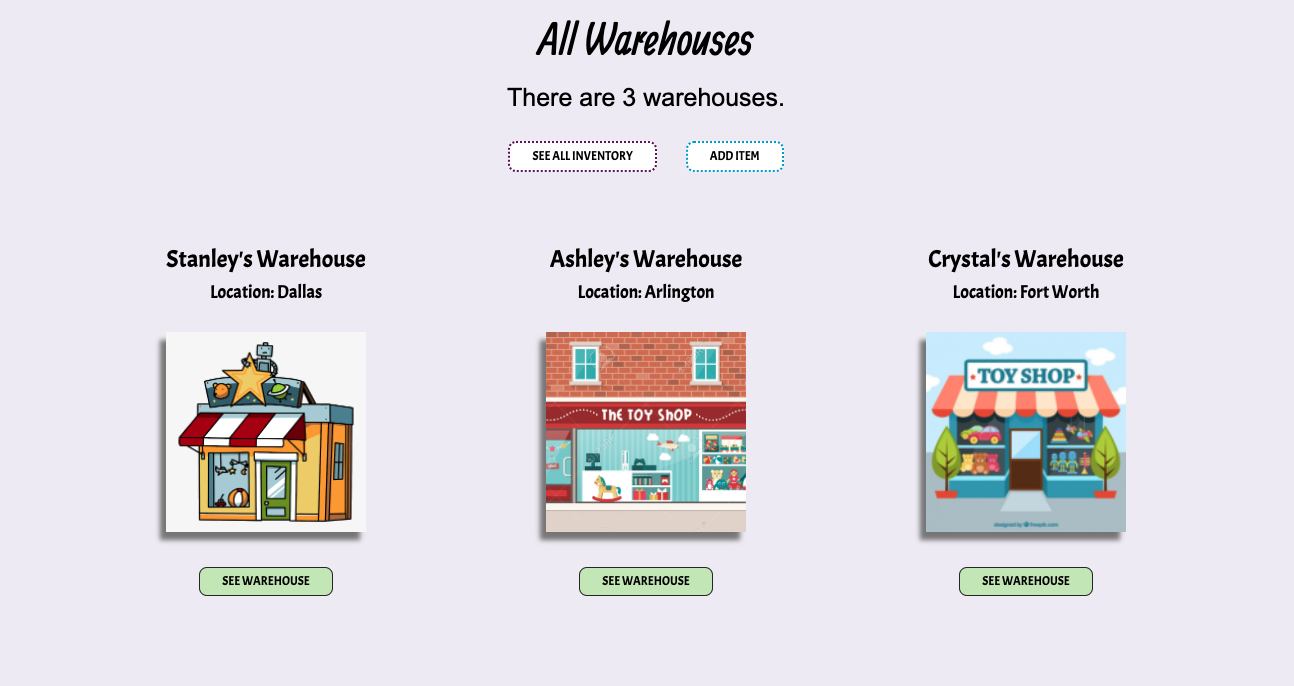 All Warehouses
There are 3 warehouses.
SEE ALL INVENTORY
ADD ITEM
Stanley's Warehouse
Location: Dallas
Ashley's Warehouse
Location: Arlington
THE TOY SHOP
Crystal's Warehouse
Location: Fort Worth
TOY SHOP
designed by freepik.com
SEE WAREHOUSE
SEE WAREHOUSE
SEE WAREHOUSE